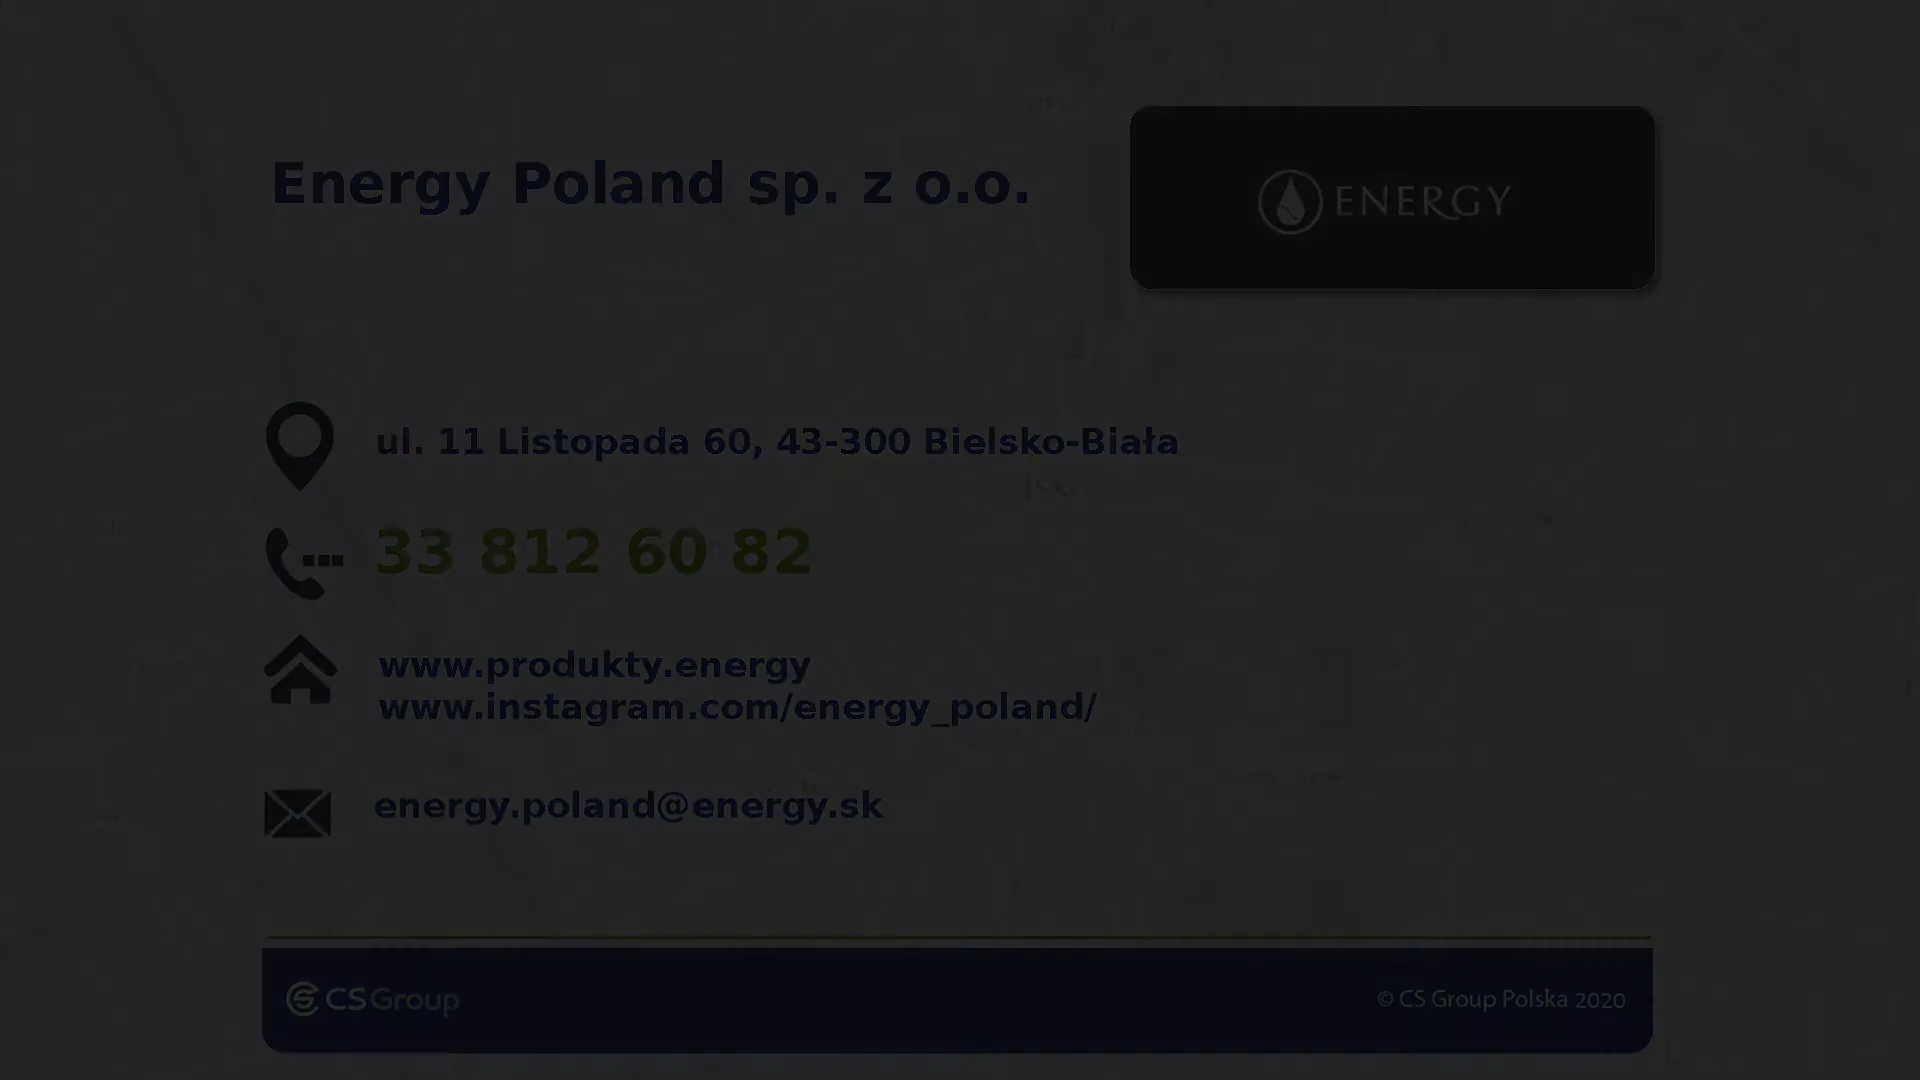 Energy Poland sp. z o.o.
ENERGY
ul. 11 Listopada 60, 43-300 Bielsko-Biała
33 812 60 82
www.produkty.energy
www.instagram.com/energy_poland/
energy.poland@energy.sk
CS Group
© CS Group Polska 2020